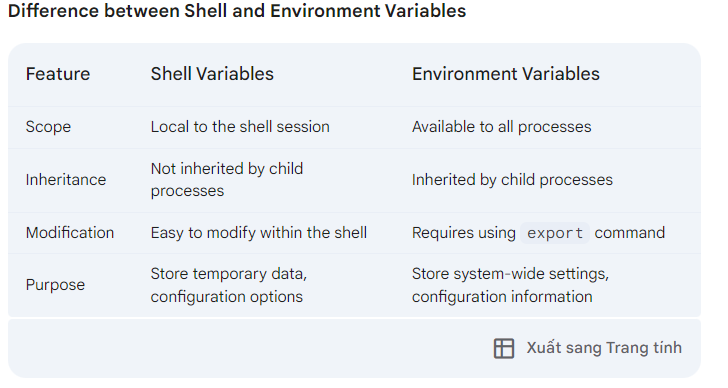 Difference between Shell and Environment Variables
Feature Shell Variables Environment Variables
Scope Local to the shell session Available to all processes
Inheritance Not inherited by child processes Inherited by child processes
Modification Easy to modify within the shell Requires using export command
Purpose Store temporary data, configuration options Store system-wide settings, configuration information
Xuất sang Trang tính